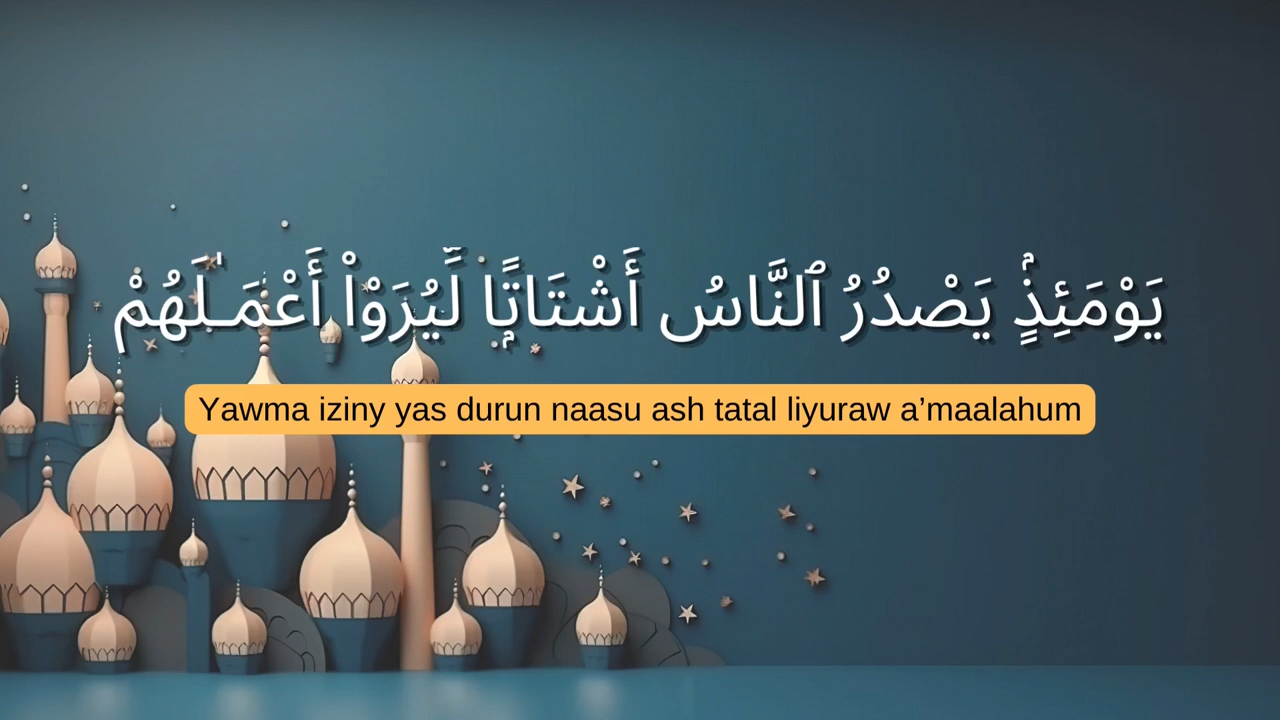 يَوْمَئِذٍۢ يَصْدُرُ ٱلنَّاسُ أَشْتَاتًۭا لِّيُرَوْا۟ أَعْمَـٰلَهُمْ
Yawma iziny yas durun naasu ash tatal liyuraw a’maalahum